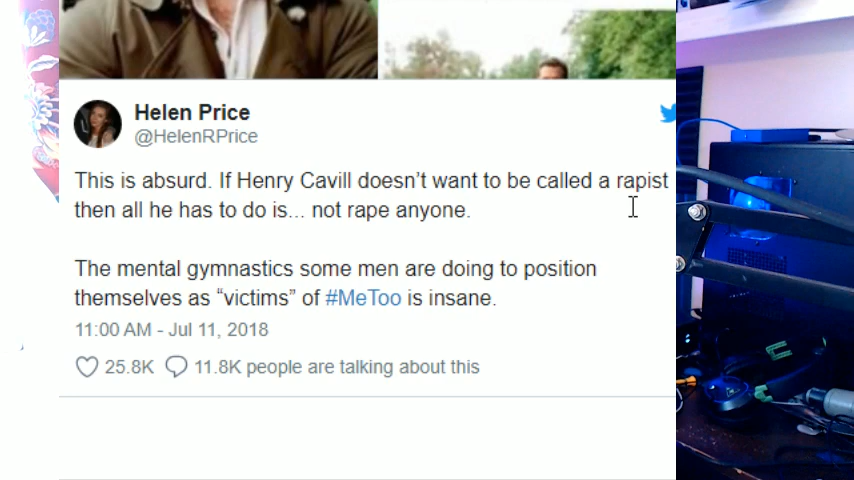 Helen Price
@HelenRPrice
This is absurd. If Henry Cavill doesn’t want to be called a rapist
then all he has to do is... not rape anyone.
The mental gymnastics some men are doing to position
themselves as “victims” of #MeToo is insane.
11:00 AM - Jul 11, 2018
25.8K 11.8K people are talking about this